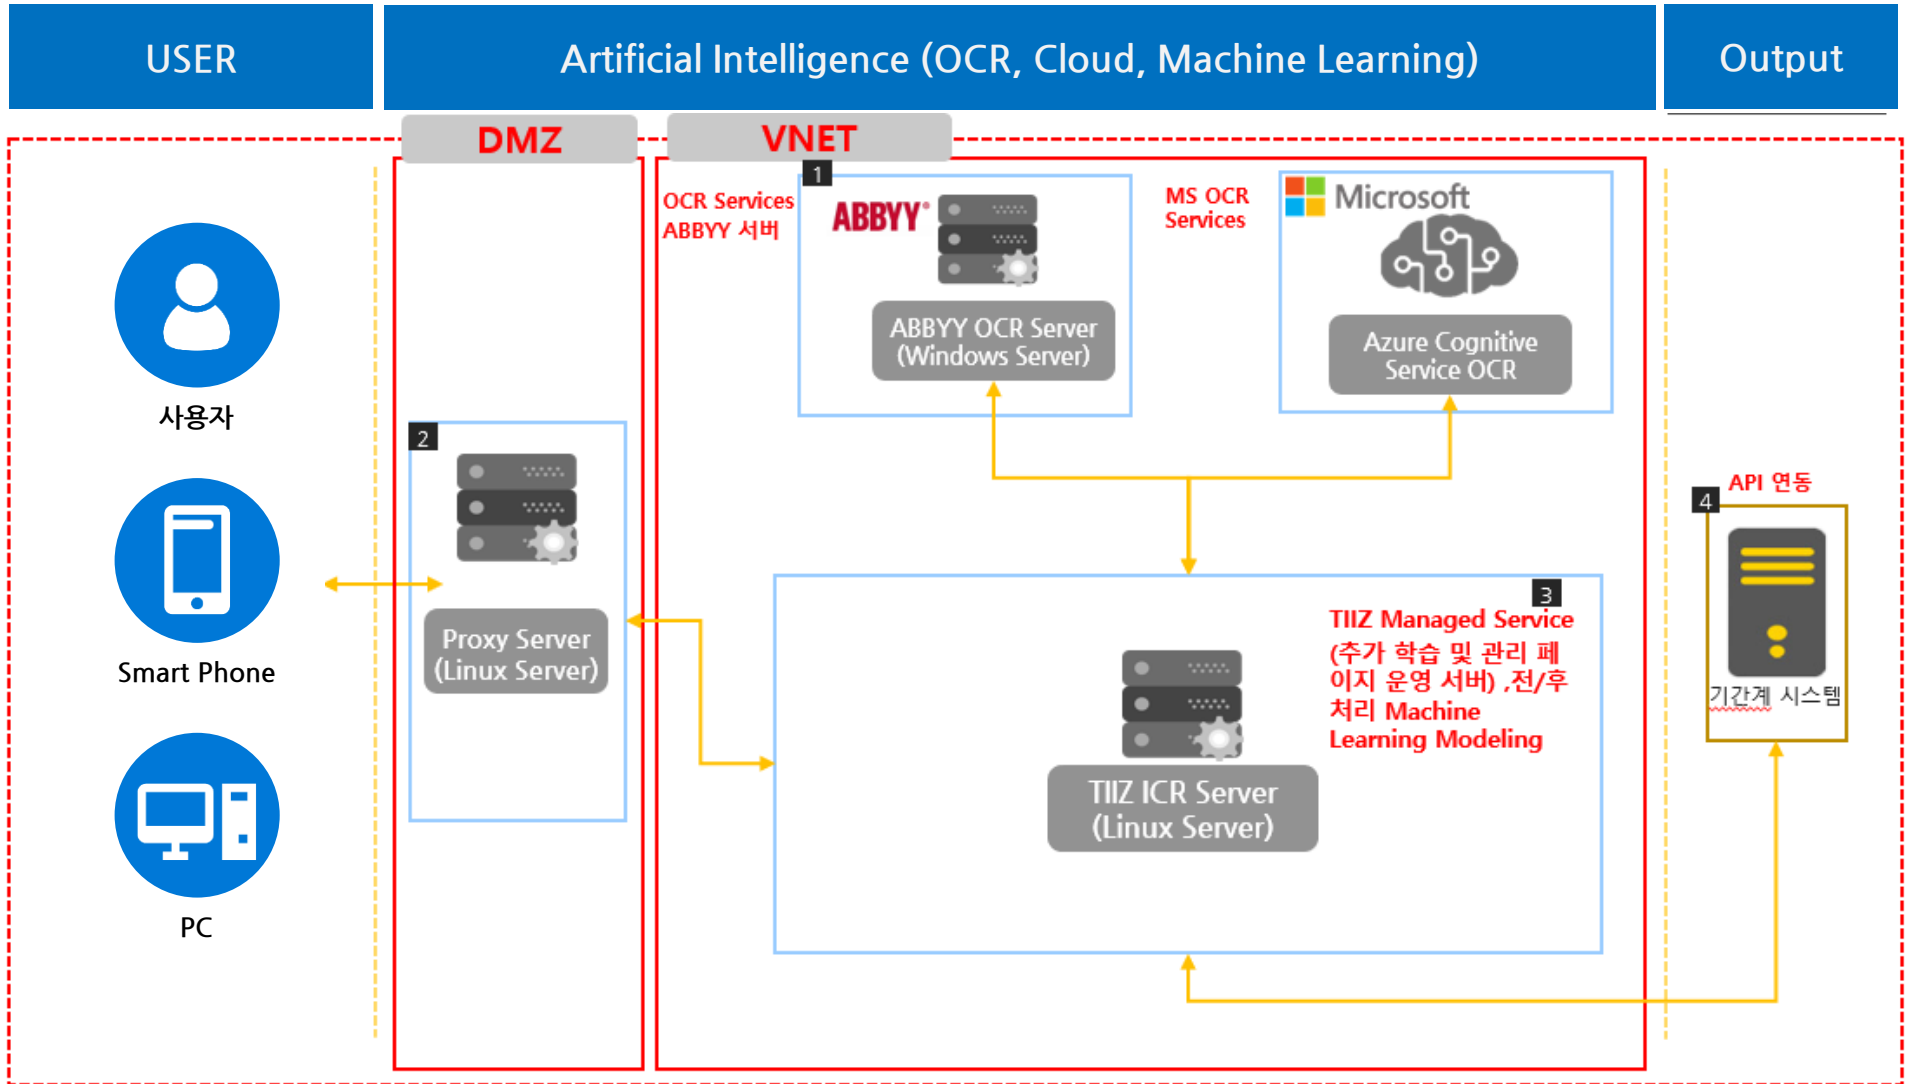 USER
Artificial Intelligence (OCR, Cloud, Machine Learning)
Output
DMZ
VNET
사용자
Smart Phone
PC
2
Proxy Server
(Linux Server)
1
OCR Services
ABBYY 서버
ABBYY®
ABBYY OCR Server
(Windows Server)
MS OCR
Services
Microsoft
Azure Cognitive
Service OCR
3
TIIZ Managed Service
(추가 학습 및 관리 페
이지 운영 서버) ,전/후
처리 Machine
Learning Modeling
TIIZ ICR Server
(Linux Server)
API 연동
4
기간계 시스템